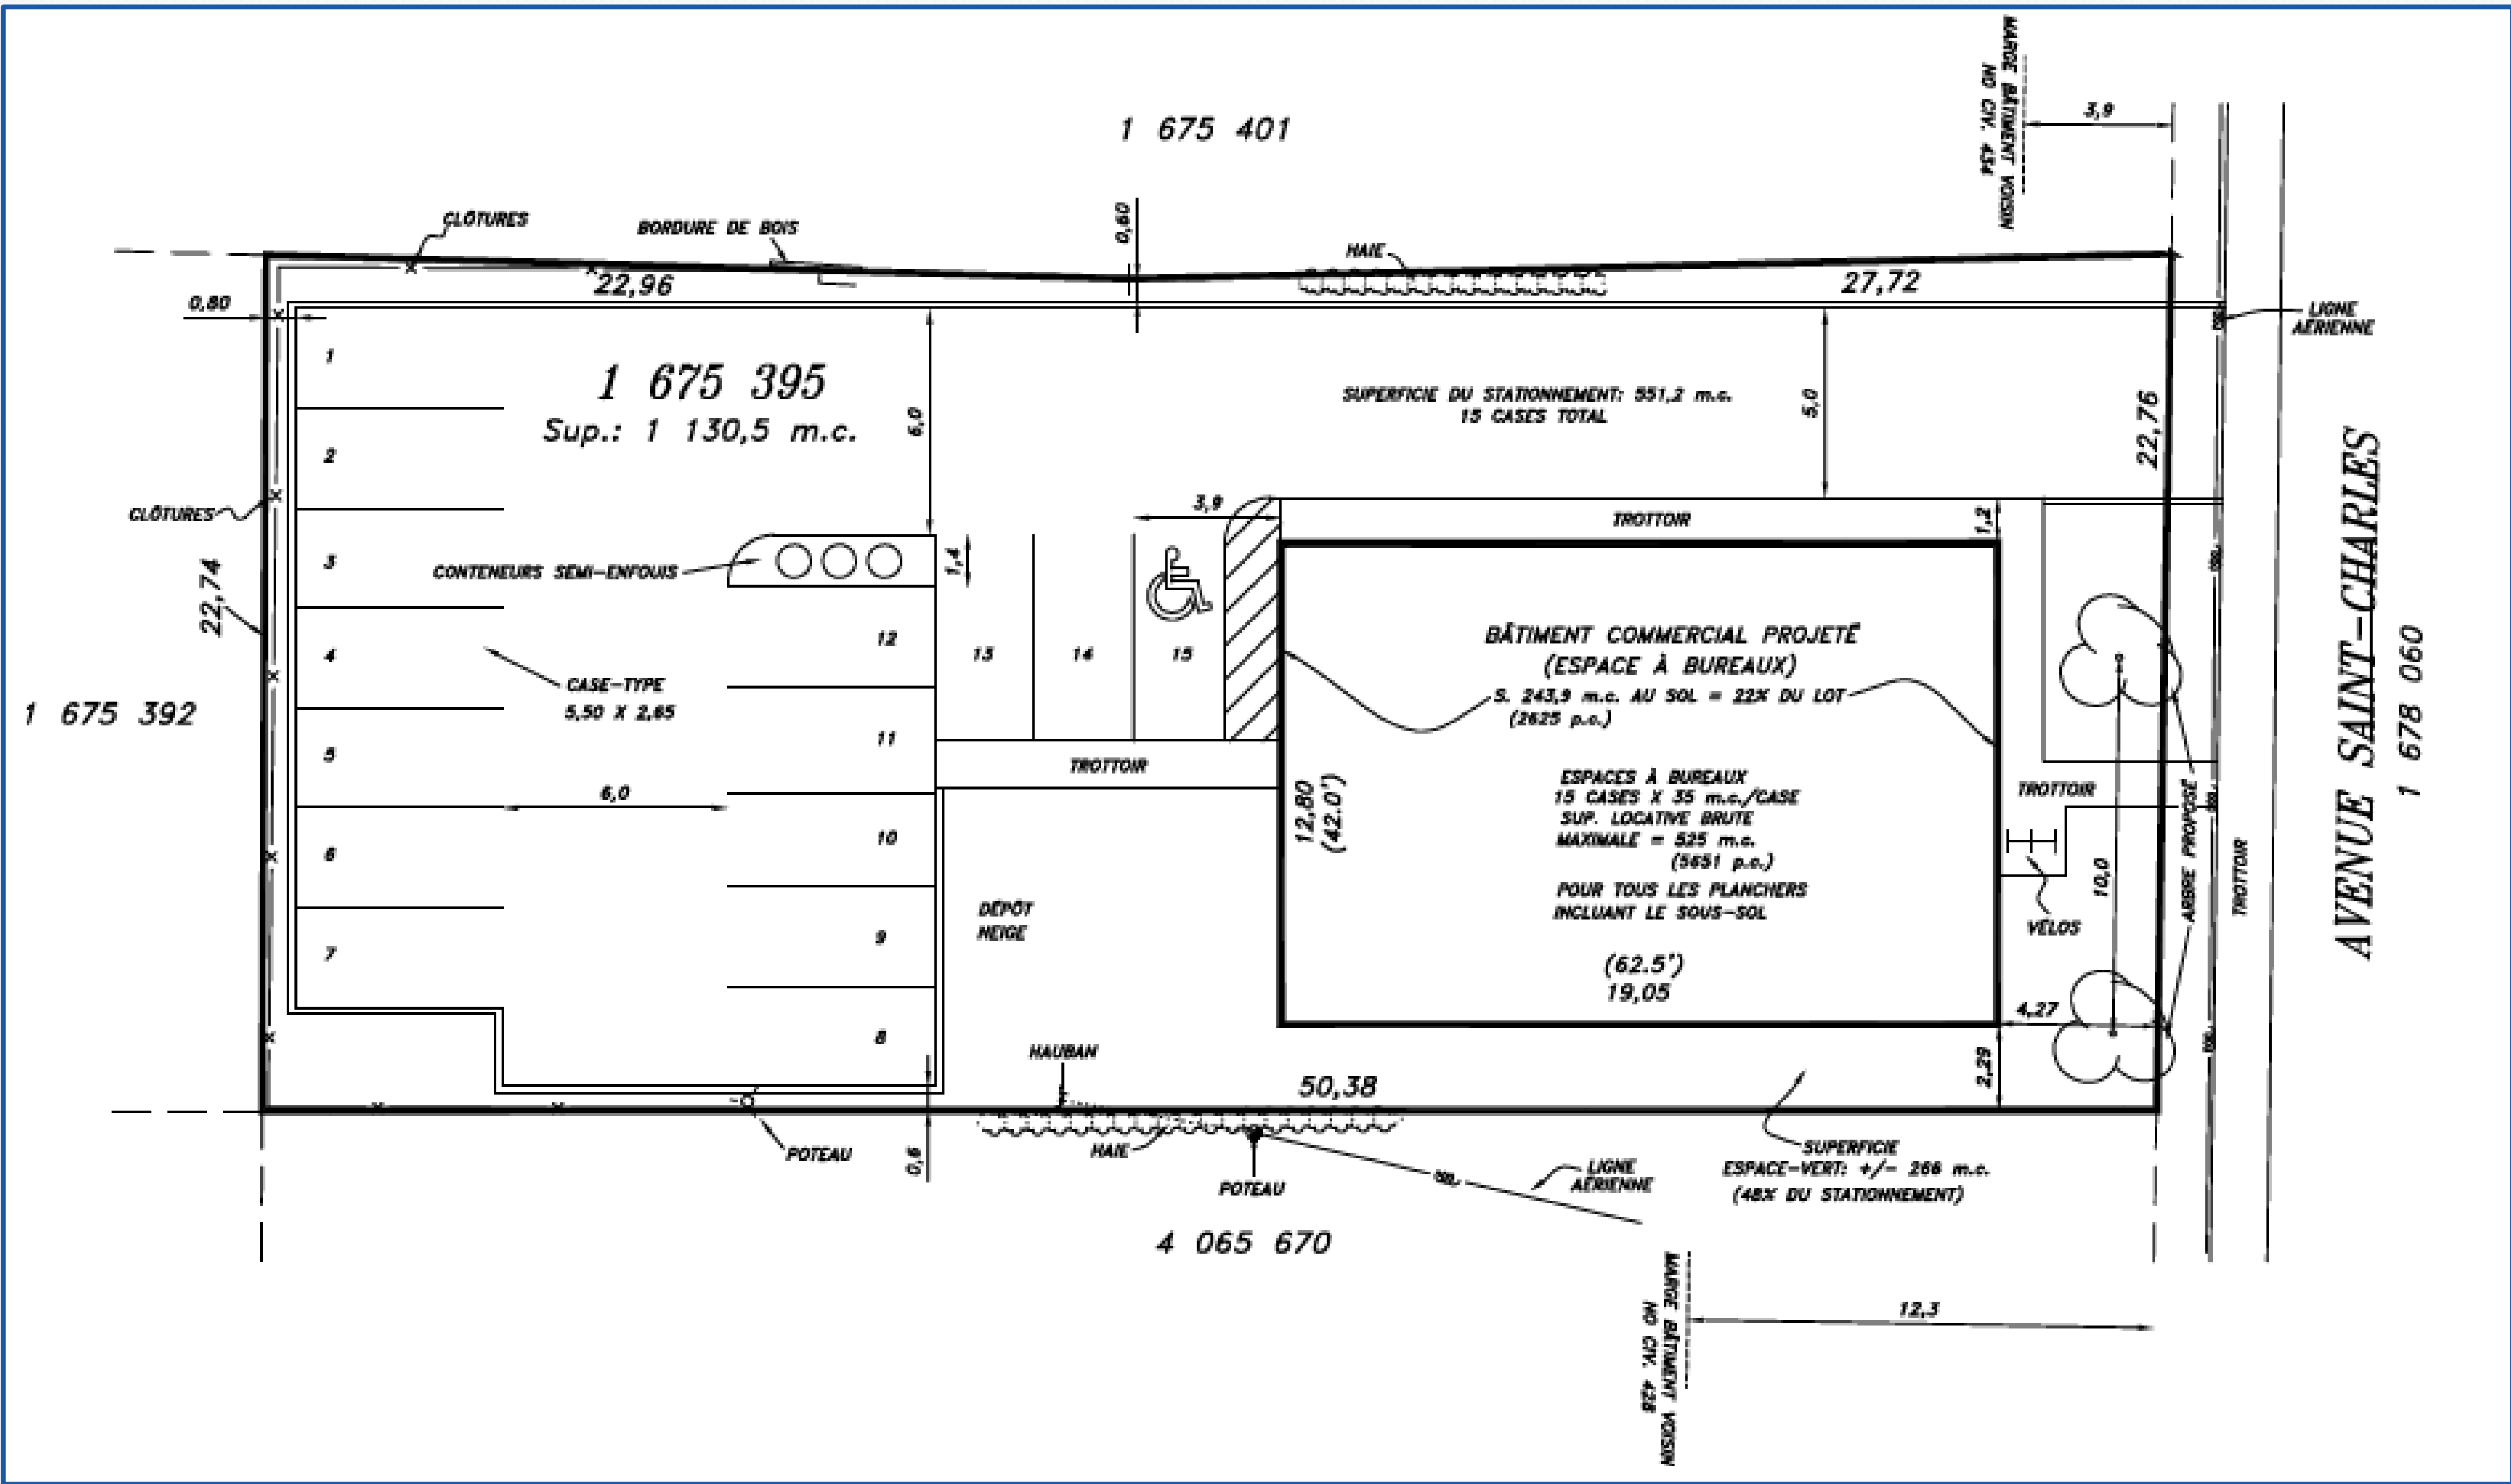 MARGE BÂTIMENT VOISIN
NO CIV. 434
3,9
1 675 401
CLÔTURES
BORDURE DE BOIS
0,60
HAIE
22,96
27,72
0,80
LIGNE
AÉRIENNE
1
1 675 395
Sup.: 1 130,5 m.c.
6,0
SUPERFICIE DU STATIONNEMENT: 551,2 m.c.
15 CASES TOTAL
5,0
22,76
2
CLÔTURES
3,9
TROTTOIR
1,2
AVENUE SAINT-CHARLES
1 678 060
3
CONTENEURS SEMI-ENFOUIS
1,4
22,74
4
12
13
14
15
BÂTIMENT COMMERCIAL PROJETÉ
(ESPACE À BUREAUX)
S. 243,9 m.c. AU SOL = 22% DU LOT
(2625 p.c.)
CASE-TYPE
5,50 X 2,65
1 675 392
5
11
TROTTOIR
6,0
12,80
(42.0')
ESPACES À BUREAUX
15 CASES X 35 m.c./CASE
SUP. LOCATIVE BRUTE
MAXIMALE = 525 m.c.
(5651 p.c.)
POUR TOUS LES PLANCHERS
INCLUANT LE SOUS-SOL
TROTTOIR
10,0
ARBRE PROPOSÉ
TROTTOIR
6
10
VÉLOS
DÉPÔT
NEIGE
7
9
(62.5')
19,05
4,27
8
HAUBAN
50,38
2,29
POTEAU
0,6
HAIE
POTEAU
LIGNE
AÉRIENNE
SUPERFICIE
ESPACE-VERT: +/- 266 m.c.
(48% DU STATIONNEMENT)
4 065 670
MARGE BÂTIMENT VOISIN
NO CIV. 428
12,3